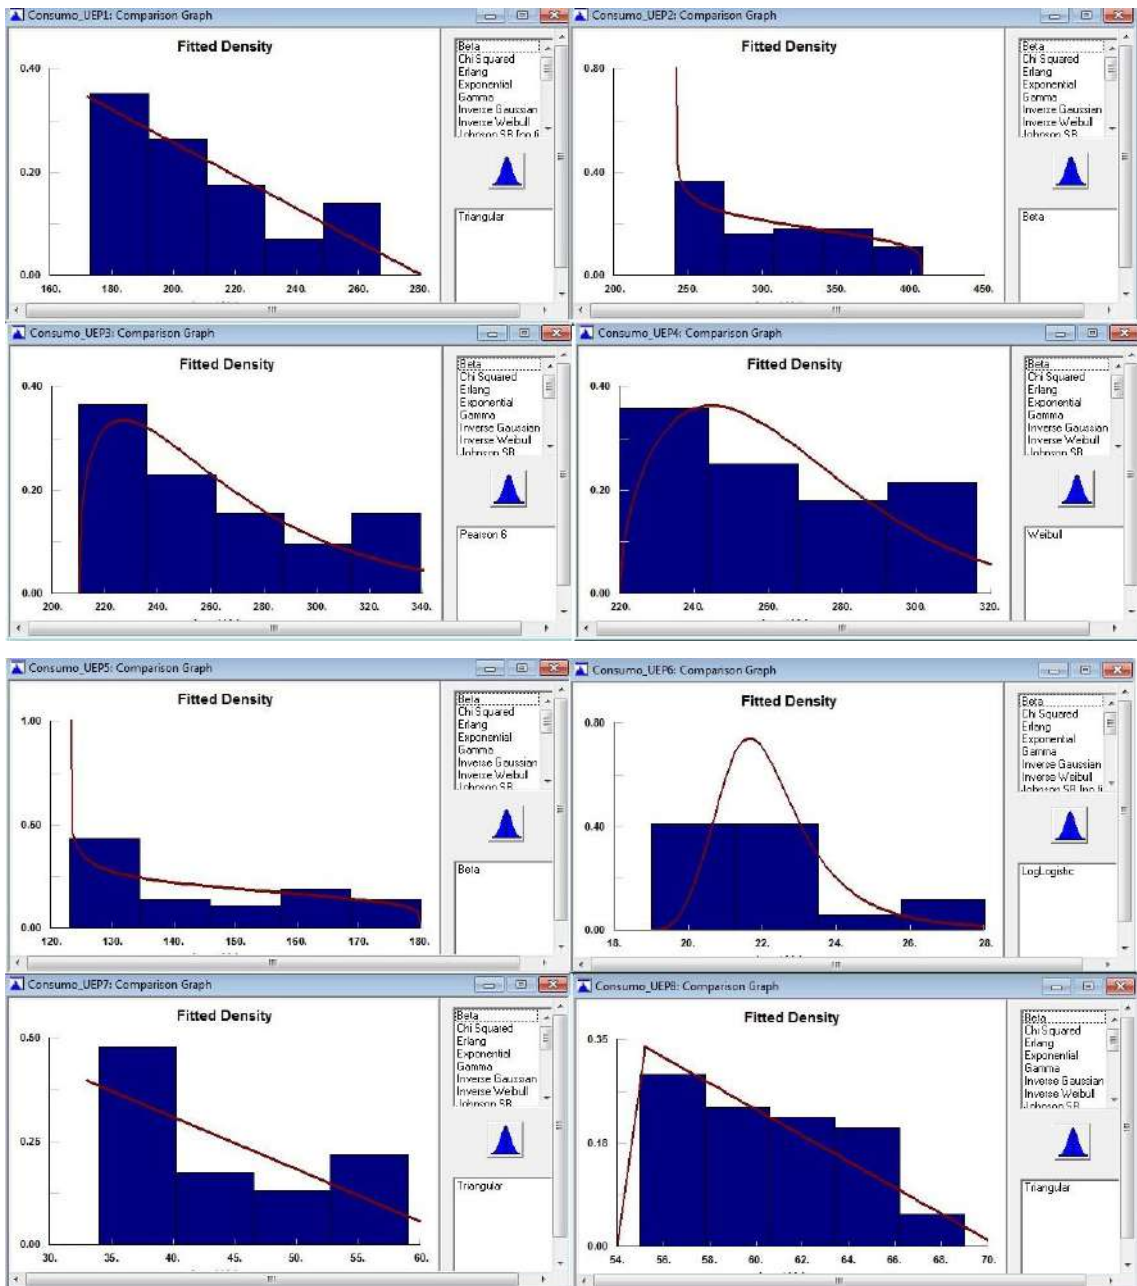 Consumo_UEP1: Comparison Graph
Fitted Density
0.40
0.20
0.00
160. 180. 200. 220. 240. 260. 280.
Beta
Chi Squared
Erlang
Exponential
Gamma
Inverse Gaussian
Inverse Weibull
Johnson SB
Triangular
Consumo_UEP2: Comparison Graph
Fitted Density
0.80
0.40
0.00
200. 250. 300. 350. 400. 450.
Beta
Chi Squared
Erlang
Exponential
Gamma
Inverse Gaussian
Inverse Weibull
Johnson SB
Beta
Consumo_UEP3: Comparison Graph
Fitted Density
0.40
0.20
0.00
200. 220. 240. 260. 280. 300. 320. 340.
Beta
Chi Squared
Erlang
Exponential
Gamma
Inverse Gaussian
Inverse Weibull
Johnson SB
Pearson 6
Consumo_UEP4: Comparison Graph
Fitted Density
0.40
0.20
0.00
220. 240. 260. 280. 300. 320.
Beta
Chi Squared
Erlang
Exponential
Gamma
Inverse Gaussian
Inverse Weibull
Johnson SB
Weibull
Consumo_UEP5: Comparison Graph
Fitted Density
1.00
0.50
0.00
120. 130. 140. 150. 160. 170. 180.
Beta
Chi Squared
Erlang
Exponential
Gamma
Inverse Gaussian
Inverse Weibull
Johnson SB
Beta
Consumo_UEP6: Comparison Graph
Fitted Density
0.80
0.40
0.00
18. 20. 22. 24. 26. 28.
Beta
Chi Squared
Erlang
Exponential
Gamma
Inverse Gaussian
Inverse Weibull
Johnson SB
LogLogistic
Consumo_UEP7: Comparison Graph
Fitted Density
0.50
0.25
0.00
30. 35. 40. 45. 50. 55. 60.
Beta
Chi Squared
Erlang
Exponential
Gamma
Inverse Gaussian
Inverse Weibull
Johnson SB
Triangular
Consumo_UEP8: Comparison Graph
Fitted Density
0.35
0.18
0.00
54. 56. 58. 60. 62. 64. 66. 68. 70.
Beta
Chi Squared
Erlang
Exponential
Gamma
Inverse Gaussian
Inverse Weibull
Johnson SB
Triangular